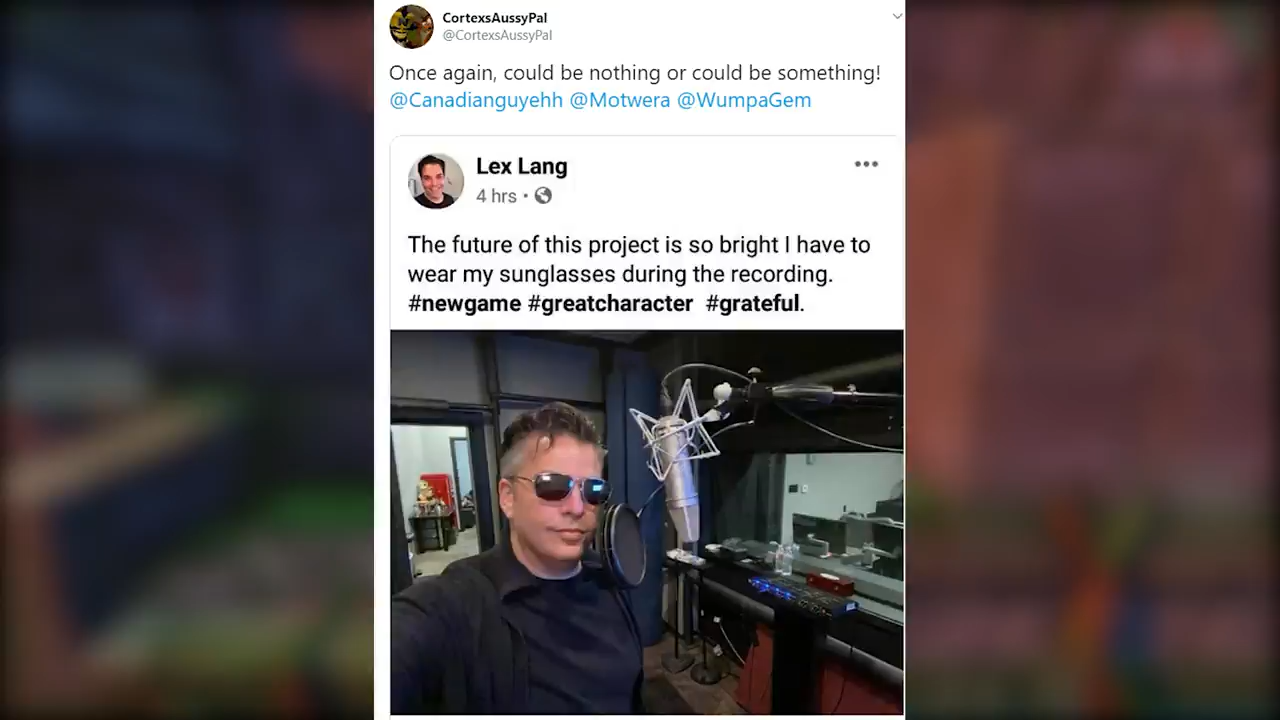 CortexsAussyPal
@CortexsAussyPal
Once again, could be nothing or could be something!
@Canadianguyehh @Motwera @WumpaGem
Lex Lang
4 hrs ·
The future of this project is so bright I have to
wear my sunglasses during the recording.
#newgame #greatcharacter #grateful.